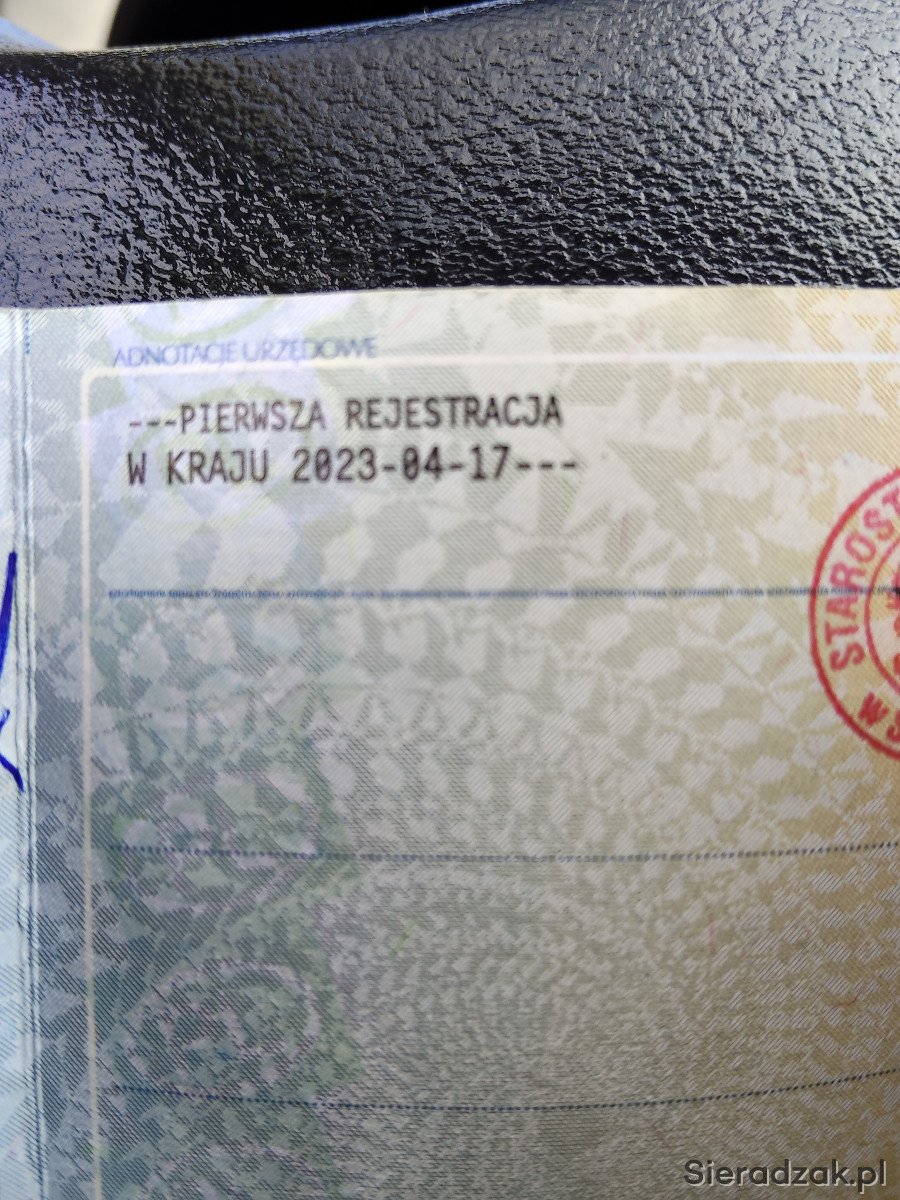 ADNOTACJE URZĘDOWE
---PIERWSZA REJESTRACJA
W KRAJU 2023-04-17---
STAROST
W S
Sieradzak.pl